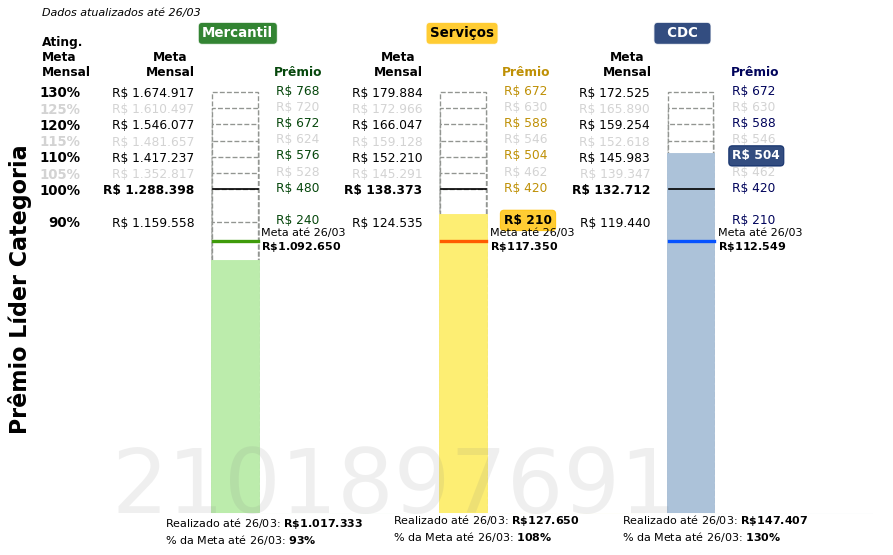 Dados atualizados até 26/03
Mercantil Serviços CDC
Ating.
Meta Meta Meta Meta
Mensal Mensal Prêmio Mensal Prêmio Mensal Prêmio
130% R$ 1.674.917 R$ 768 R$ 179.884 R$ 672 R$ 172.525 R$ 672
125% R$ 1.610.497 R$ 720 R$ 172.966 R$ 630 R$ 165.890 R$ 630
120% R$ 1.546.077 R$ 672 R$ 166.047 R$ 588 R$ 159.254 R$ 588
115% R$ 1.481.657 R$ 624 R$ 159.128 R$ 546 R$ 152.618 R$ 546
110% R$ 1.417.237 R$ 576 R$ 152.210 R$ 504 R$ 145.983 R$ 504
105% R$ 1.352.817 R$ 528 R$ 145.291 R$ 462 R$ 139.347 R$ 462
100% R$ 1.288.398 R$ 480 R$ 138.373 R$ 420 R$ 132.712 R$ 420
90% R$ 1.159.558 R$ 240 R$ 124.535 R$ 210 R$ 119.440 R$ 210
Meta até 26/03 Meta até 26/03 Meta até 26/03
R$1.092.650 R$117.350 R$112.549
Prêmio Líder Categoria
2101897691
Realizado até 26/03: R$1.017.333 Realizado até 26/03: R$127.650 Realizado até 26/03: R$147.407
% da Meta até 26/03: 93% % da Meta até 26/03: 108% % da Meta até 26/03: 130%